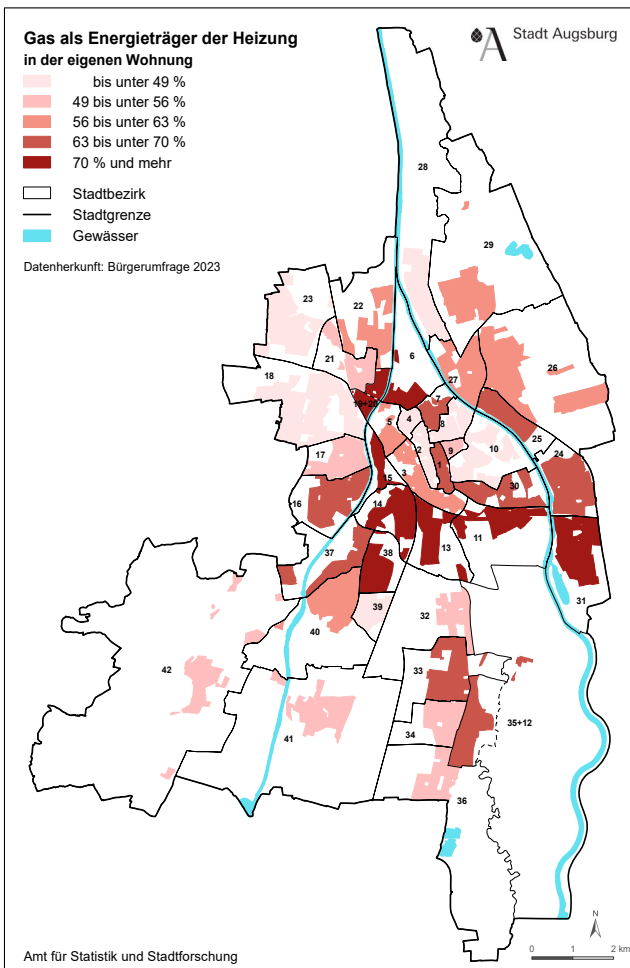 Gas als Energieträger der Heizung
in der eigenen Wohnung
bis unter 49 %
49 bis unter 56 %
56 bis unter 63 %
63 bis unter 70 %
70 % und mehr
Stadtbezirk
Stadtgrenze
Gewässer
Datenherkunft: Bürgerumfrage 2023
Stadt Augsburg
28
29
23
22
21
6
26
18
27
19+20
7
5
4
8
2
9
10
25
17
24
3
1
15
30
16
14
11
37
38
13
31
39
32
40
42
33
35+12
34
41
36
N
0 1 2 km
Amt für Statistik und Stadtforschung